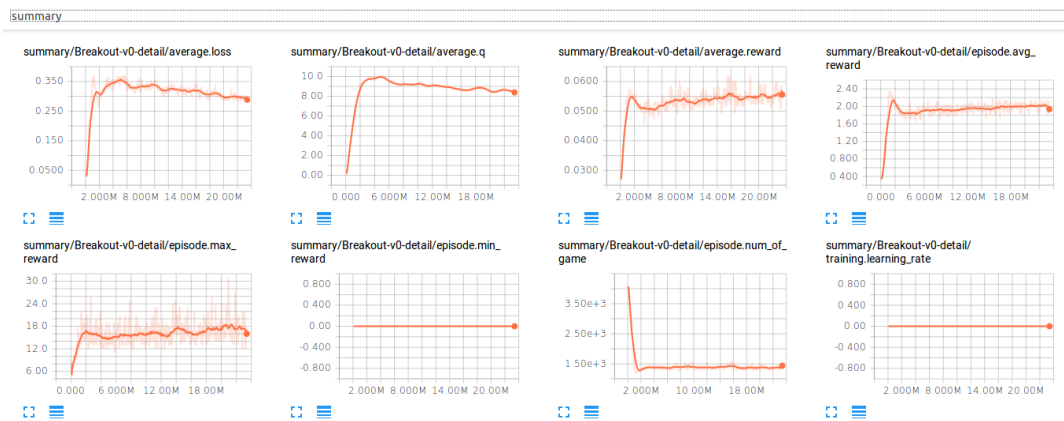 summary
summary/Breakout-v0-detail/average.loss
0.350
0.250
0.150
0.0500
2.000M 8.000M 14.00M 20.00M
summary/Breakout-v0-detail/average.q
10.0
8.00
6.00
4.00
2.00
0.00
0.000 6.000M 18.00M
summary/Breakout-v0-detail/average.reward
0.0600
0.0500
0.0400
0.0300
2.000M 8.000M 14.00M 20.00M
summary/Breakout-v0-detail/episode.avg_
reward
2.40
2.00
1.60
1.20
0.800
0.400
0.000 6.000M 12.00M 18.00M
summary/Breakout-v0-detail/episode.max_
reward
30.0
24.0
18.0
12.0
6.00
0.000 6.000M 12.00M 18.00M
summary/Breakout-v0-detail/episode.min_
reward
0.800
0.400
0.00
-0.400
-0.800
2.000M 8.000M 14.00M 20.00M
summary/Breakout-v0-detail/episode.num_of_
game
3.50e+3
2.50e+3
1.50e+3
2.000M 10.00M 18.00M
summary/Breakout-v0-detail/
training.learning_rate
0.800
0.400
0.00
-0.400
-0.800
2.000M 8.000M 14.00M 20.00M